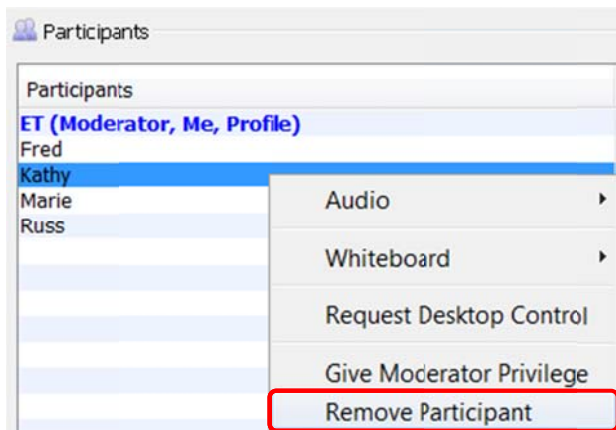 Participants
Participants
ET (Moderator, Me, Profile)
Fred
Kathy
Marie
Russ
Audio
Whiteboard
Request Desktop Control
Give Moderator Privilege
Remove Participant